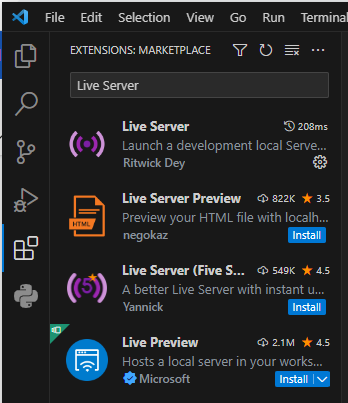 File Edit Selection View Go Run Terminal
EXTENSIONS: MARKETPLACE
Live Server
Live Server 208ms
Launch a development local Serve...
Ritwick Dey
Live Server Preview 822K 3.5
HTML
Preview your HTML file with localh...
negokaz Install
Live Server (Five S... 549K 4.5
5
A better Live Server with instant u...
Yannick Install
Live Preview 2.1M 4.5
Hosts a local server in your works...
Microsoft Install